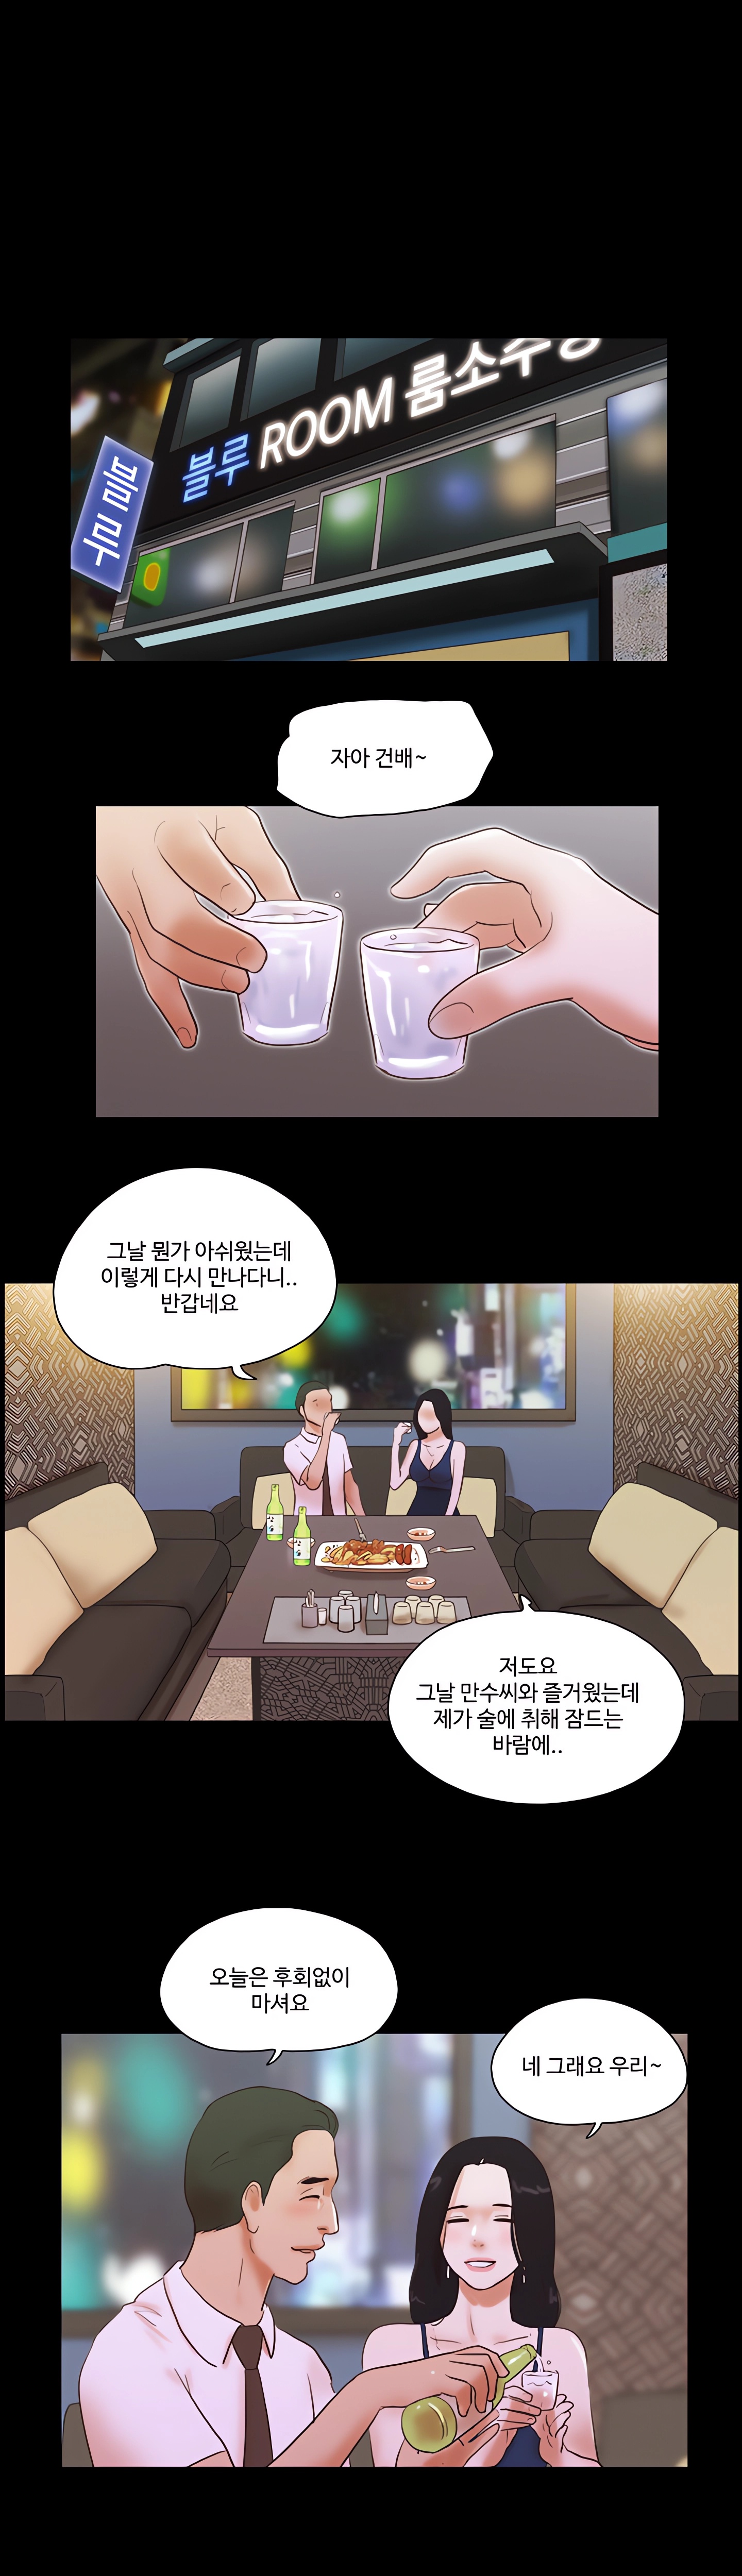 블루 ROOM 룸소주방
블루
자아 건배~
그날 뭔가 아쉬웠는데
이렇게 다시 만나다니..
반갑네요
저도요
그날 만수씨와 즐거웠는데
제가 술에 취해 잠드는
바람에..
오늘은 후회없이
마셔요
네 그래요 우리~